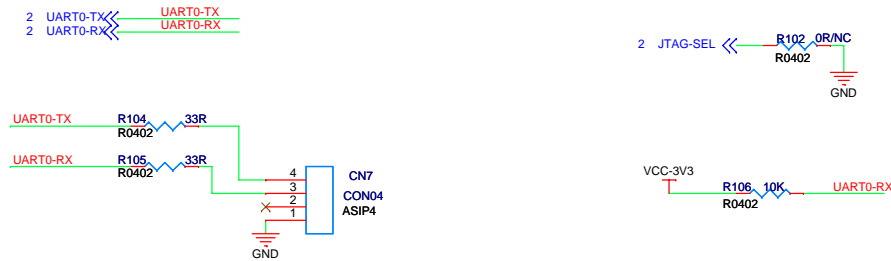 2 UART0-TX UART0-TX
2 UART0-RX UART0-RX
2 JTAG-SEL R102 0R/NC
R0402
GND
UART0-TX R104 33R
R0402
UART0-RX R105 33R
R0402
4 CN7
3 CON04
2 ASIP4
1
GND
VCC-3V3
R106 10K UART0-RX
R0402